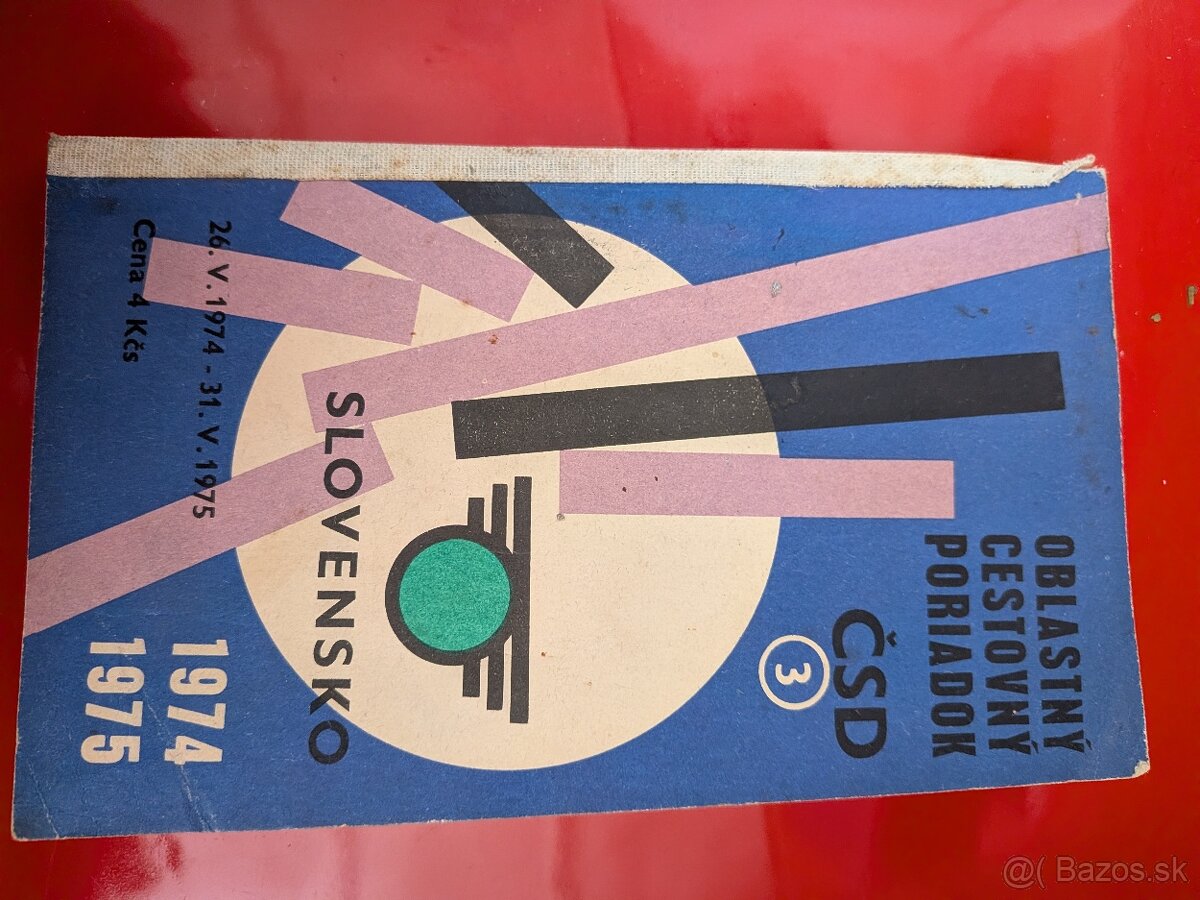 OBLASTNÝ
CESTOVNÝ
PORIADOK
ČSD
3
SLOVENSKO
26. V. 1974 - 31. V. 1975
Cena 4 Kčs
1974
1975
@( Bazos.sk